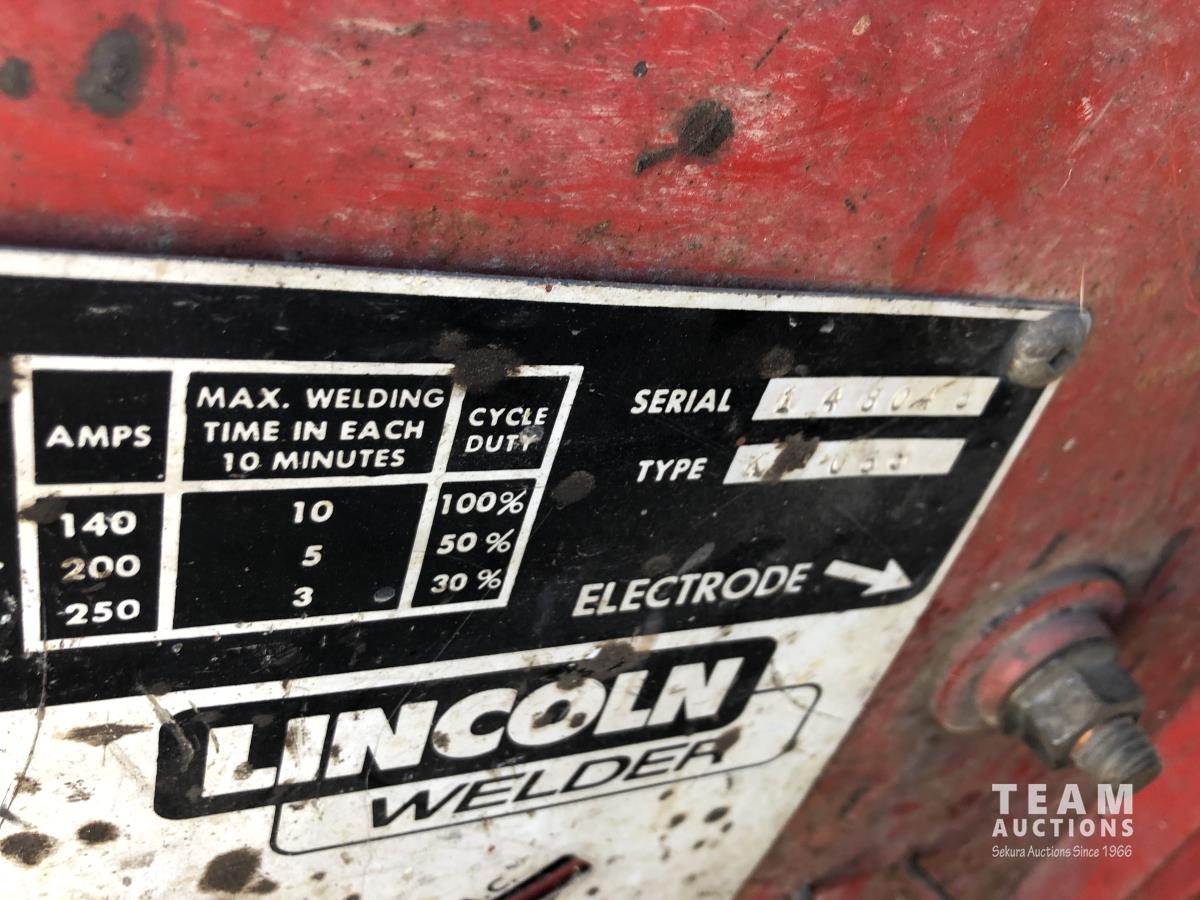 AMPS
MAX. WELDING
TIME IN EACH
10 MINUTES
CYCLE
DUTY
140 10 100%
200 5 50%
250 3 30%
SERIAL
TYPE
ELECTRODE
LINCOLN
WELDER
TEAM
AUCTIONS
Sekura Auctions Since 1966